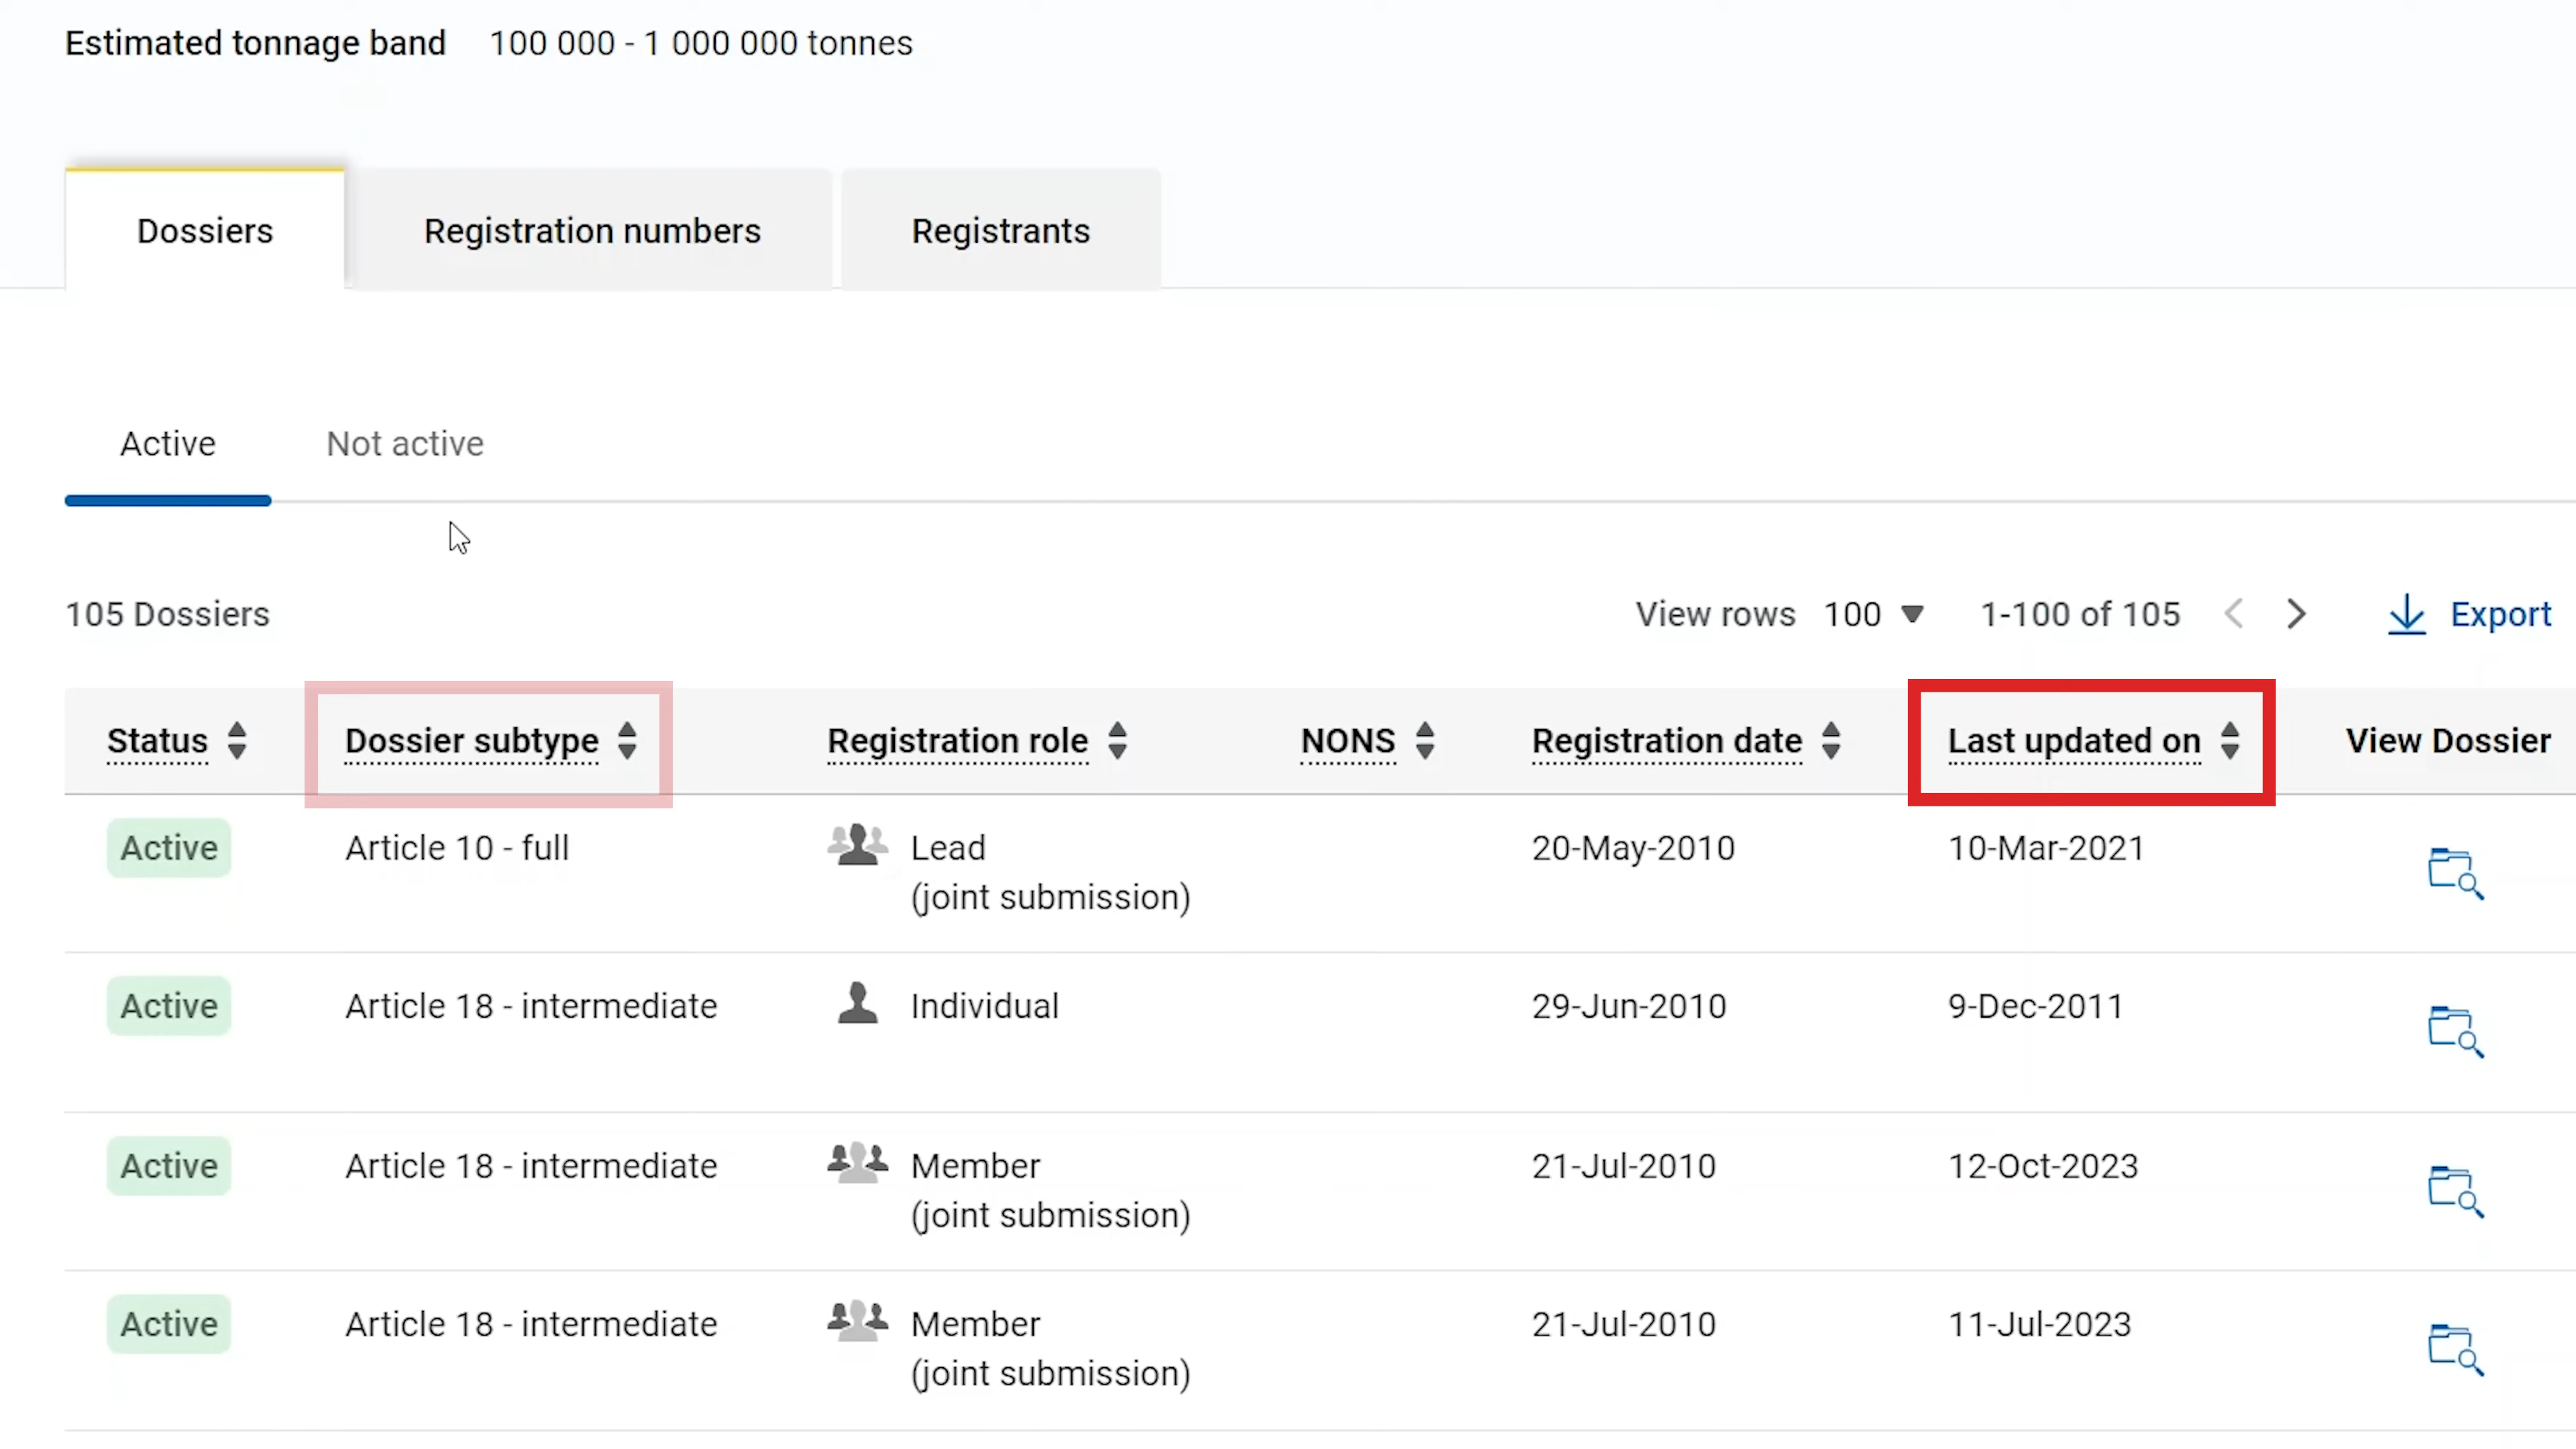 Estimated tonnage band 100 000 - 1 000 000 tonnes
Dossiers Registration numbers Registrants
Active Not active
105 Dossiers View rows 100 1-100 of 105 Export
Status Dossier subtype Registration role NONS Registration date Last updated on View Dossier
Active Article 10 - full Lead 20-May-2010 10-Mar-2021
(joint submission)
Active Article 18 - intermediate Individual 29-Jun-2010 9-Dec-2011
Active Article 18 - intermediate Member 21-Jul-2010 12-Oct-2023
(joint submission)
Active Article 18 - intermediate Member 21-Jul-2010 11-Jul-2023
(joint submission)